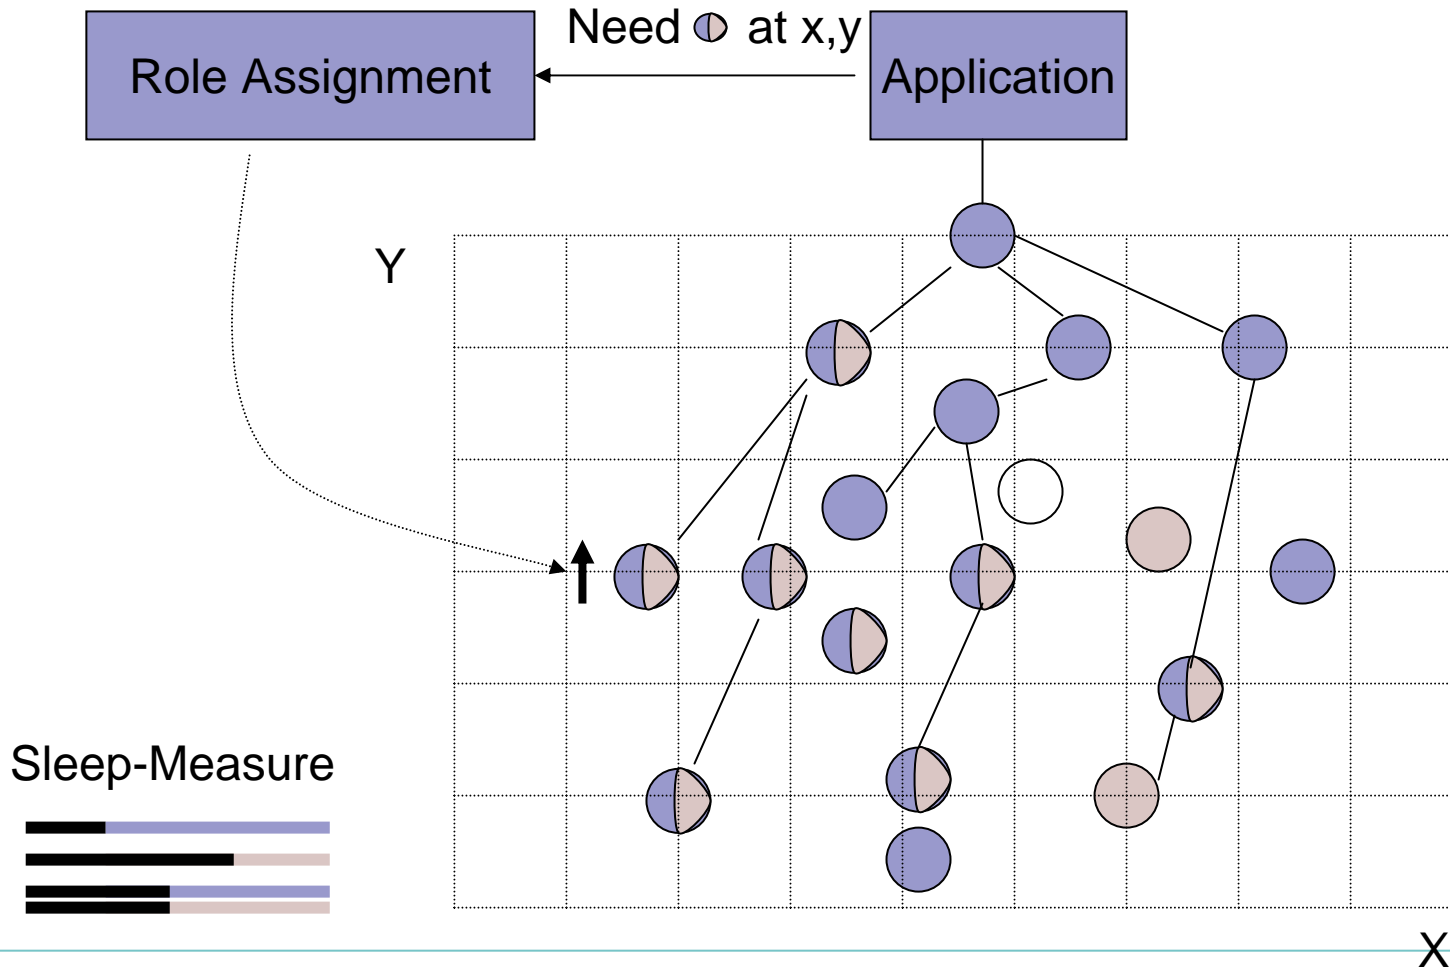 Need at x,y
Role Assignment
Application
Y
Sleep-Measure
X